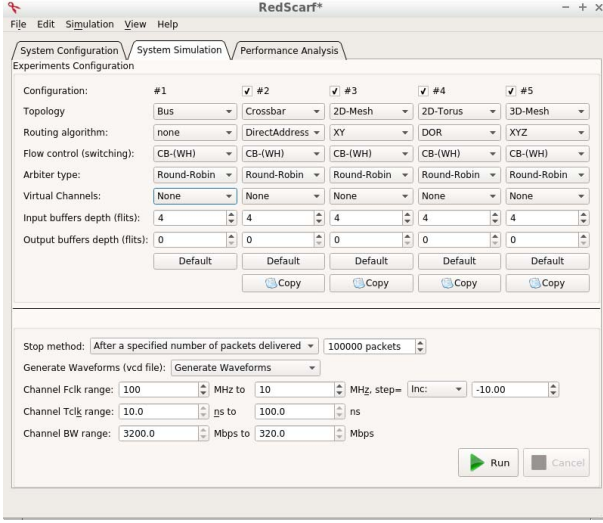 RedScarf*
File Edit Simulation View Help
System Configuration System Simulation Performance Analysis
Experiments Configuration
Configuration: #1 #2 #3 #4 #5
Topology Bus Crossbar 2D-Mesh 2D-Torus 3D-Mesh
Routing algorithm: none DirectAddress XY DOR XYZ
Flow control (switching): CB-(WH) CB-(WH) CB-(WH) CB-(WH) CB-(WH)
Arbiter type: Round-Robin Round-Robin Round-Robin Round-Robin Round-Robin
Virtual Channels: None None None None None
Input buffers depth (flits): 4 4 4 4 4
Output buffers depth (flits): 0 0 0 0 0
Default Default Default Default Default
Copy Copy Copy Copy
Stop method: After a specified number of packets delivered 100000 packets
Generate Waveforms (vcd file): Generate Waveforms
Channel Fclk range: 100 MHz to 10 MHz, step= Inc: -10.00
Channel Tclk range: 10.0 ns to 100.0 ns
Channel BW range: 3200.0 Mbps to 320.0 Mbps
Run Cancel